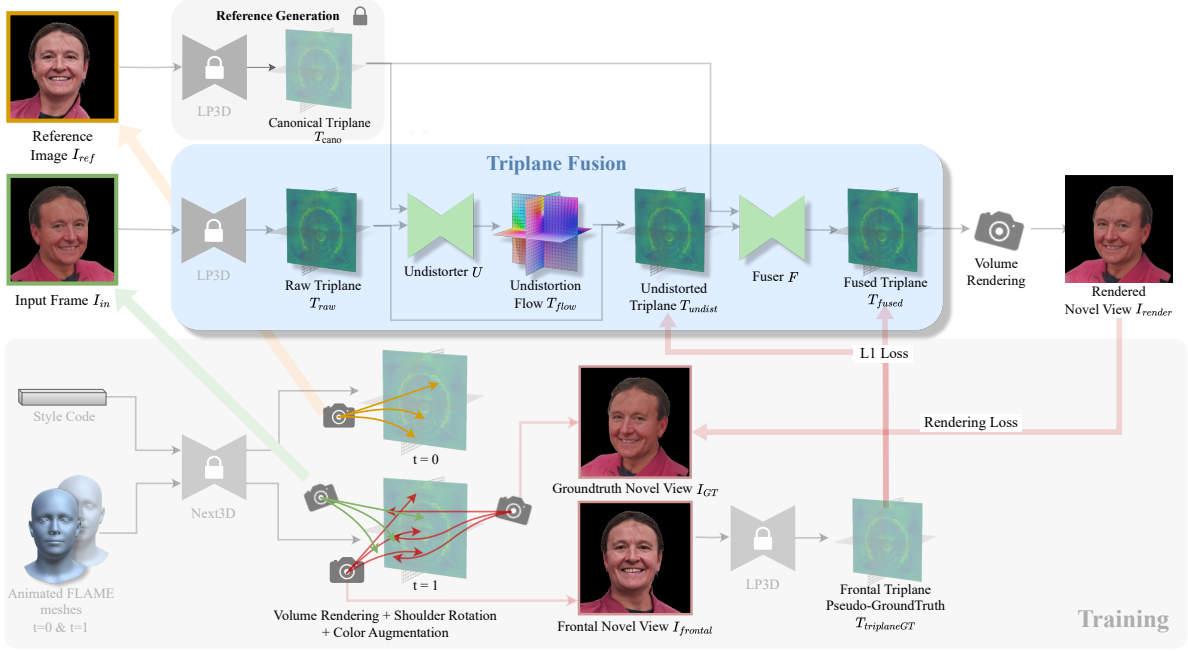 Reference Generation
LP3D
Canonical Triplane
T_cano
Reference
Image I_ref
Triplane Fusion
LP3D
Raw Triplane
T_raw
Undistorter U
Undistortion
Flow T_flow
Undistorted
Triplane T_undist
Fuser F
Fused Triplane
T_fused
Volume
Rendering
Rendered
Novel View I_render
Input Frame I_in
L1 Loss
Rendering Loss
Style Code
Next3D
Animated FLAME
meshes
t=0 & t=1
t = 0
t = 1
Volume Rendering + Shoulder Rotation
+ Color Augmentation
Groundtruth Novel View I_GT
Frontal Novel View I_frontal
LP3D
Frontal Triplane
Pseudo-GroundTruth
T_triplaneGT
Training